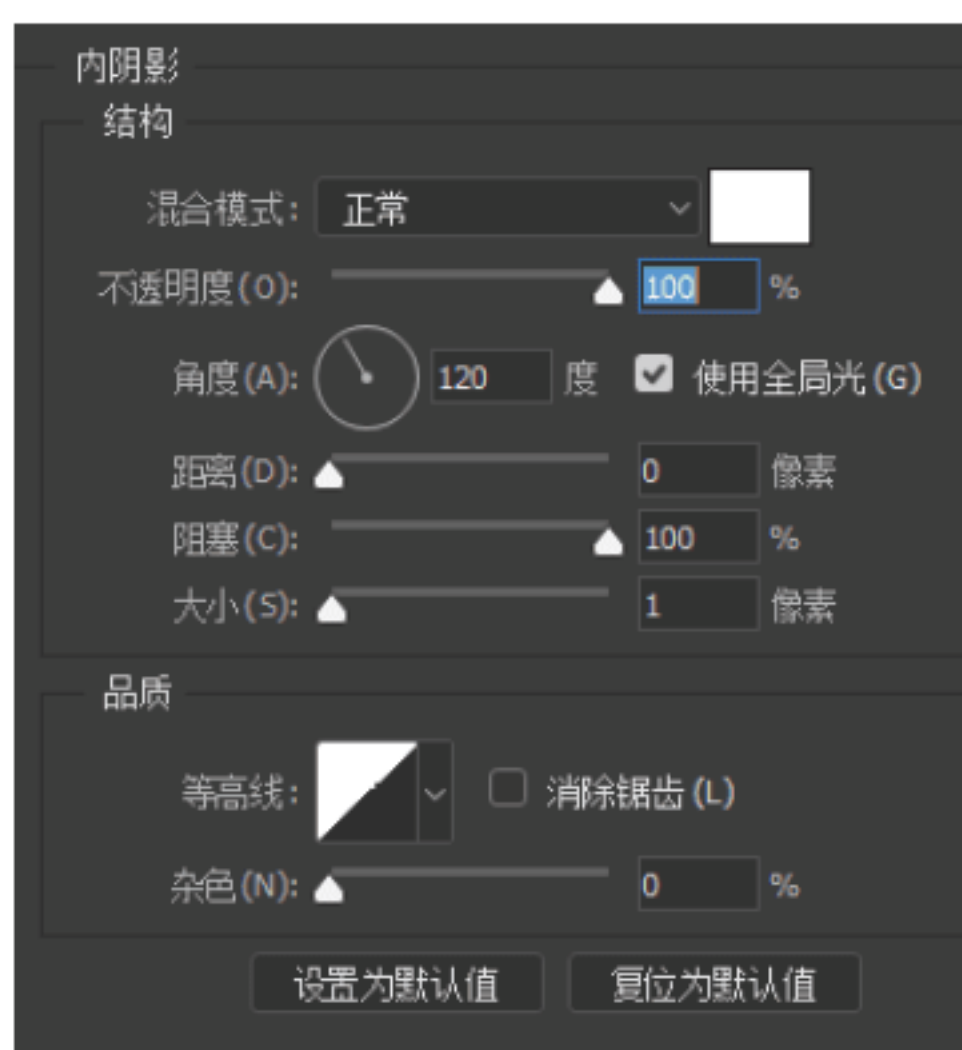 内阴影
结构
混合模式: 正常
不透明度(O): 100 %
角度(A): 120 度 使用全局光(G)
距离(D): 0 像素
阻塞(C): 100 %
大小(S): 1 像素
品质
等高线: 消除锯齿(L)
杂色(N): 0 %
设置为默认值 复位为默认值